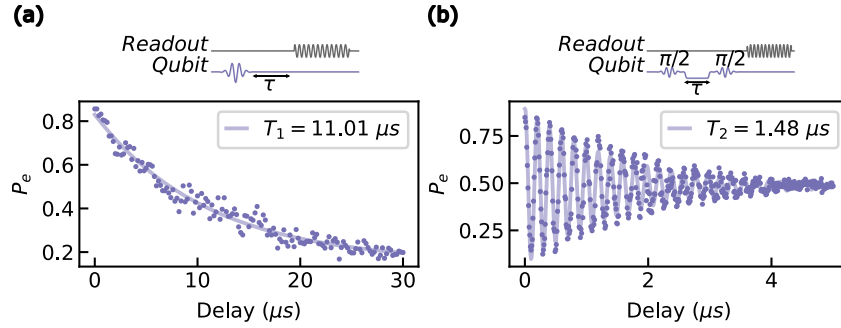 (a)
Readout
Qubit
τ
T₁ = 11.01 μs
P_e
0.8
0.6
0.4
0.2
0 10 20 30
Delay (μs)
(b)
Readout
π/2 π/2
Qubit
τ
T₂ = 1.48 μs
P_e
0.75
0.50
0.25
0 2 4
Delay (μs)